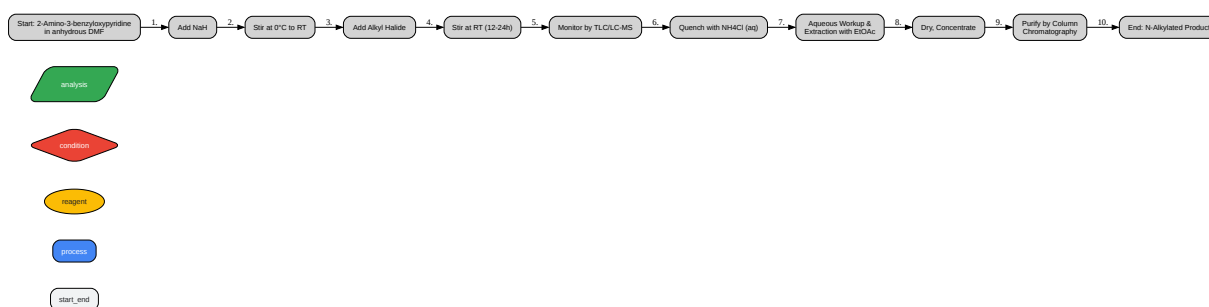 Start: 2-Amino-3-benzyloxypyridine
in anhydrous DMF
1.
Add NaH
2.
Stir at 0°C to RT
3.
Add Alkyl Halide
4.
Stir at RT (12-24h)
5.
Monitor by TLC/LC-MS
6.
Quench with NH4Cl (aq)
7.
Aqueous Workup &
Extraction with EtOAc
8.
Dry, Concentrate
9.
Purify by Column
Chromatography
10.
End: N-Alkylated Product
analysis
condition
reagent
process
start_end